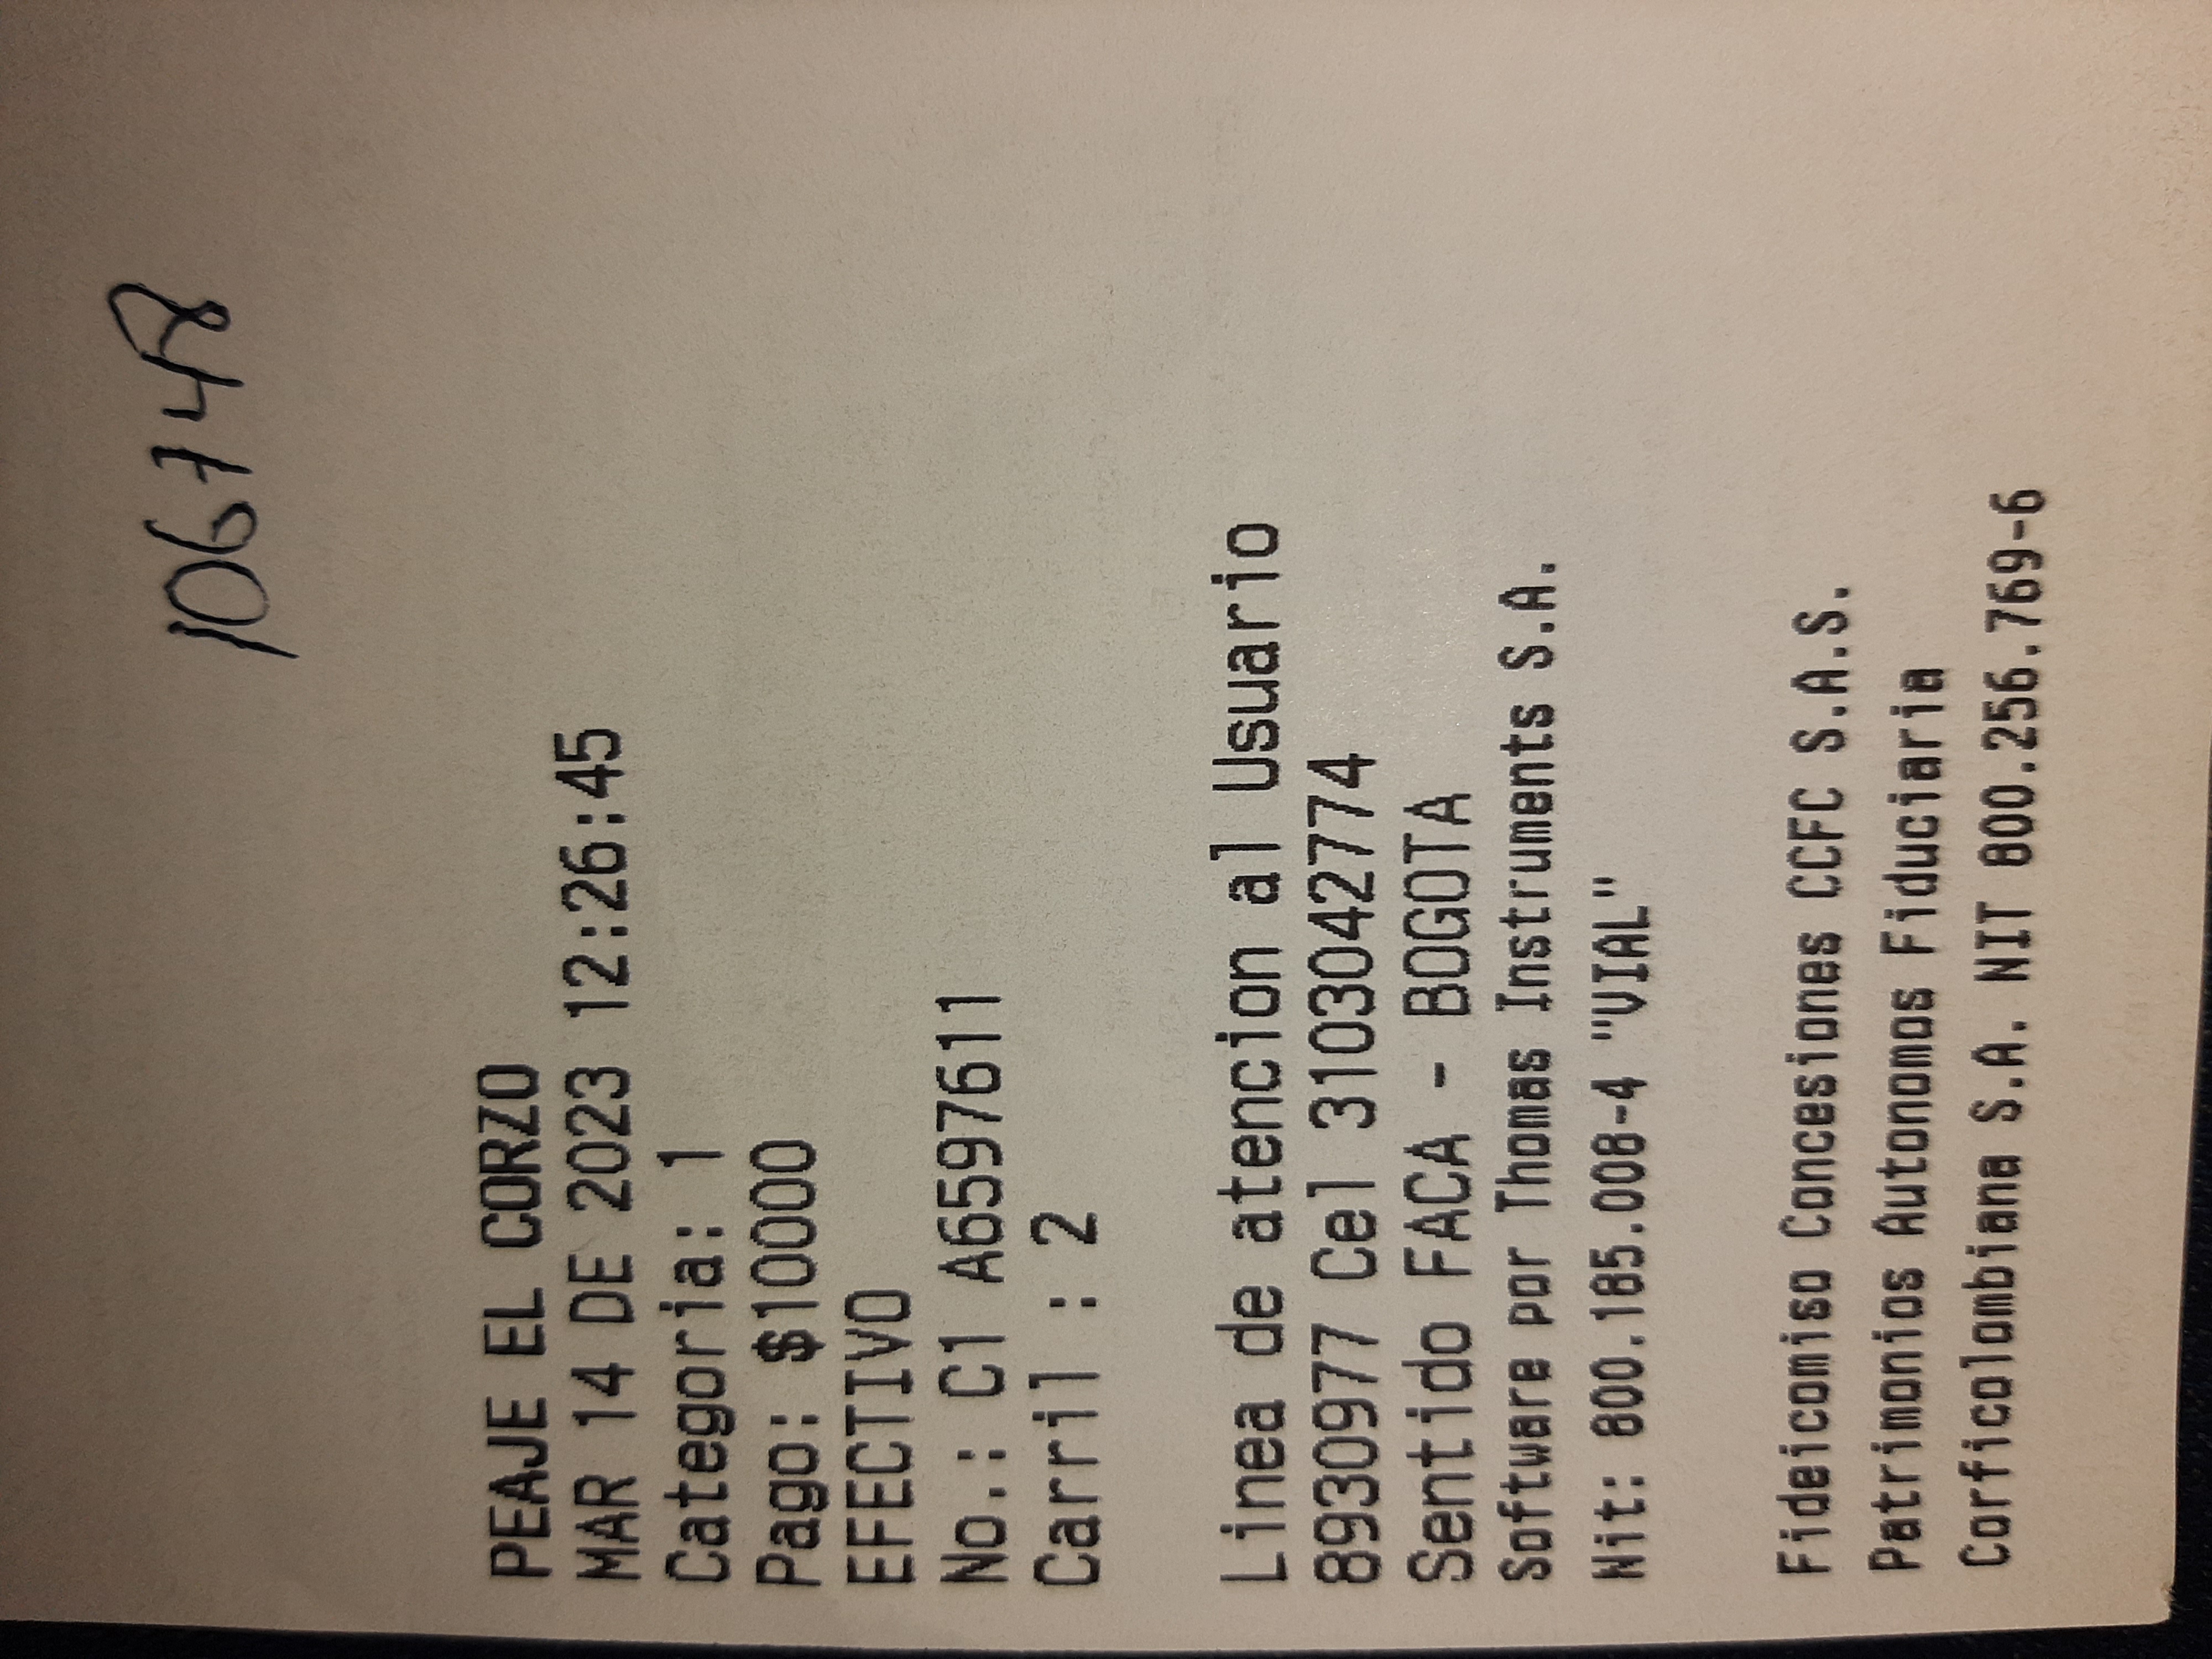 106748
PEAJE EL CORZO
MAR 14 DE 2023 12:26:45
Categoria: 1
Pago: $10000
EFECTIVO
No.: C1 A6597611
Carril : 2
Linea de atencion al Usuario
8930977 Cel 3103042774
Sentido FACA - BOGOTA
Software por Thomas Instruments S.A.
Nit: 800.185.008-4 "VIAL"
Fideicomiso Concesiones CCFC S.A.S.
Patrimonios Autonomos Fiduciaria
Corficolombiana S.A. NIT 800.256.769-6